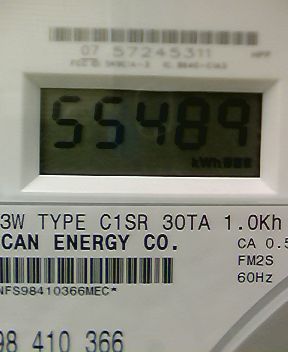 07 57245311
55489
kWh
3W TYPE C1SR 30TA 1.0Kh
CAN ENERGY CO.
CA 0.5
FM2S
60Hz
NFS98410366MEC*
98 410 366